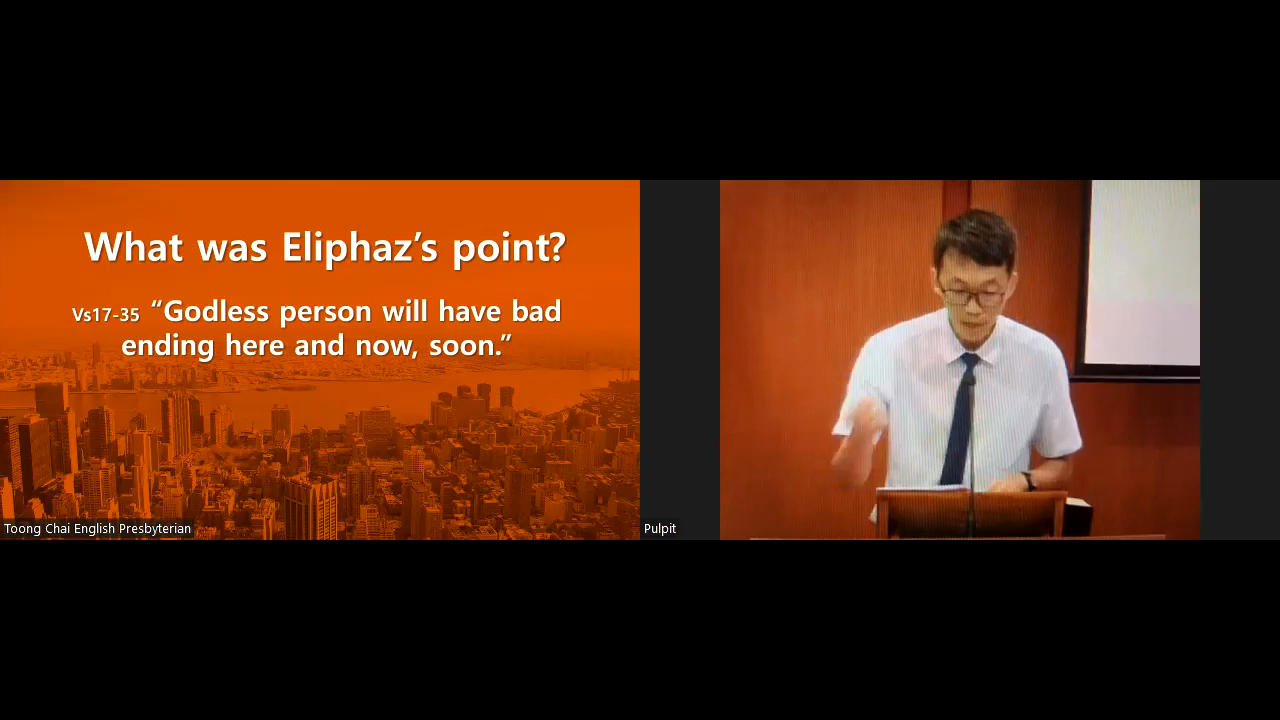 What was Eliphaz’s point?
Vs17-35 “Godless person will have bad
ending here and now, soon.”
Toong Chai English Presbyterian
Pulpit